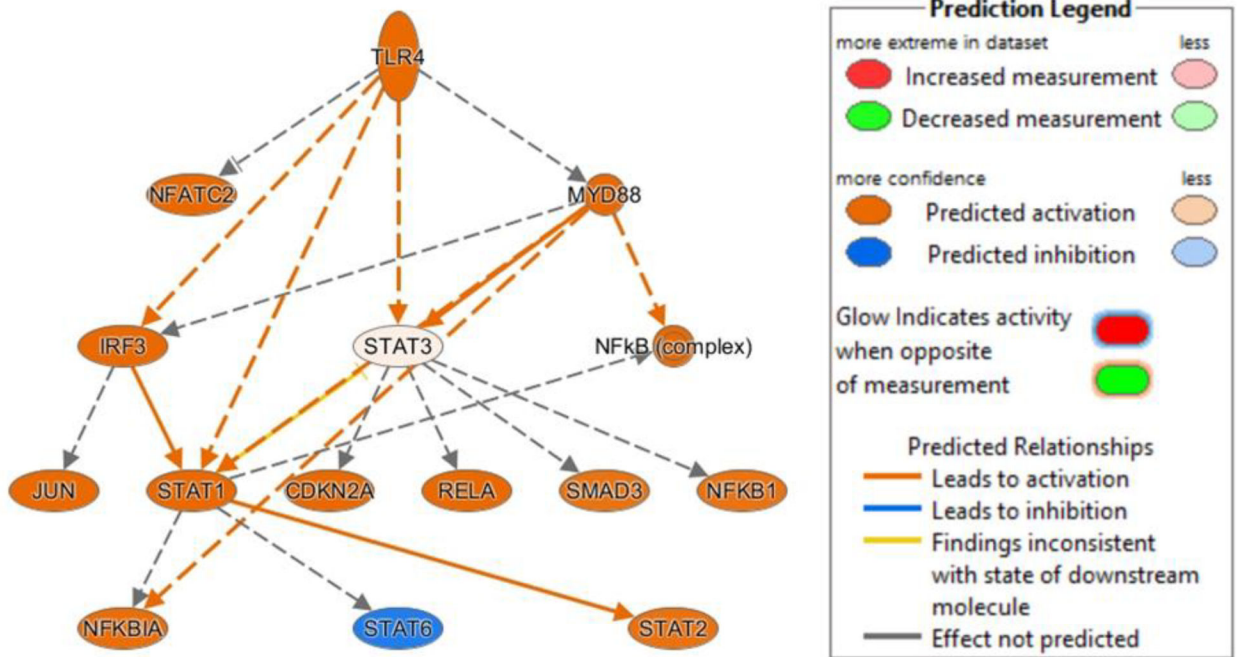 TLR4
NFATC2
MYD88
IRF3
STAT3
NFkB (complex)
JUN
STAT1
CDKN2A
RELA
SMAD3
NFKB1
NFKBIA
STAT6
STAT2
Prediction Legend
more extreme in dataset less
Increased measurement
Decreased measurement
more confidence less
Predicted activation
Predicted inhibition
Glow Indicates activity
when opposite
of measurement
Predicted Relationships
Leads to activation
Leads to inhibition
Findings inconsistent
with state of downstream
molecule
Effect not predicted